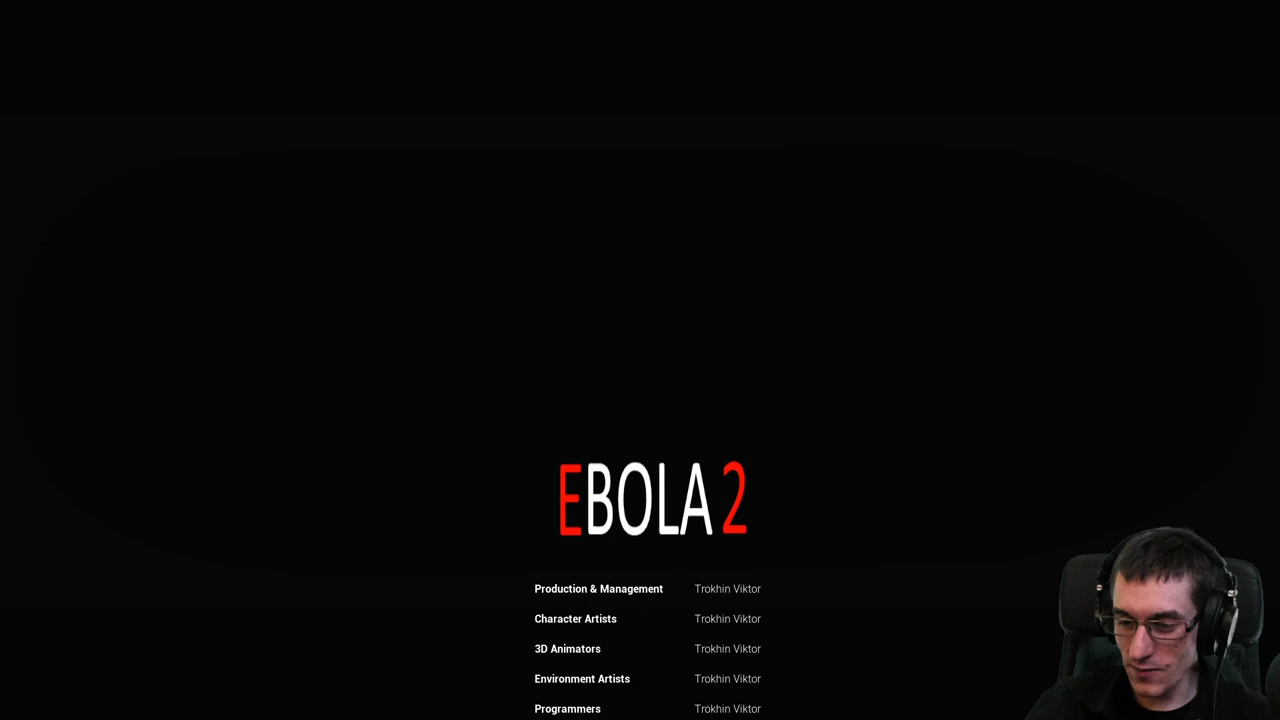 EBOLA 2
Production & Management Trokhin Viktor
Character Artists Trokhin Viktor
3D Animators Trokhin Viktor
Environment Artists Trokhin Viktor
Programmers Trokhin Viktor